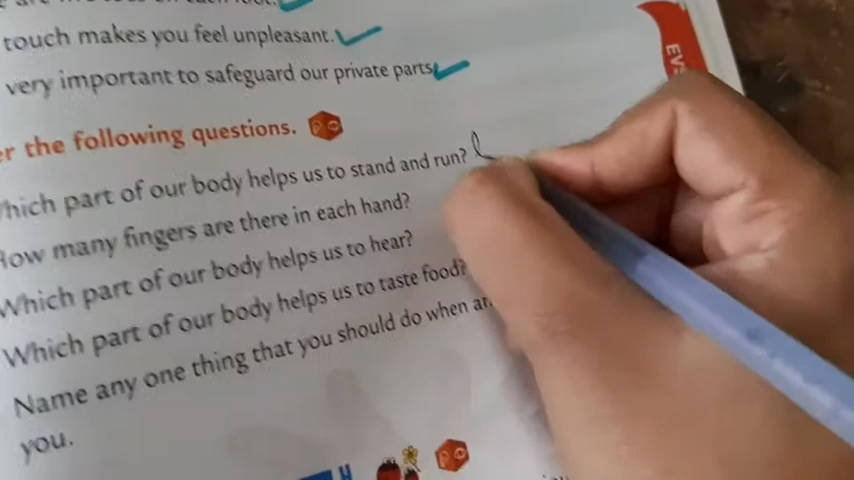 touch makes you feel unpleasant.
very important to safeguard our private parts
the following questions.
Which part of our body helps us to stand and run?
How many fingers are there in each hand?
Which part of our body helps us to hear?
Which part of our body helps us to taste food?
Name any one thing that you should do when
you.
EVS